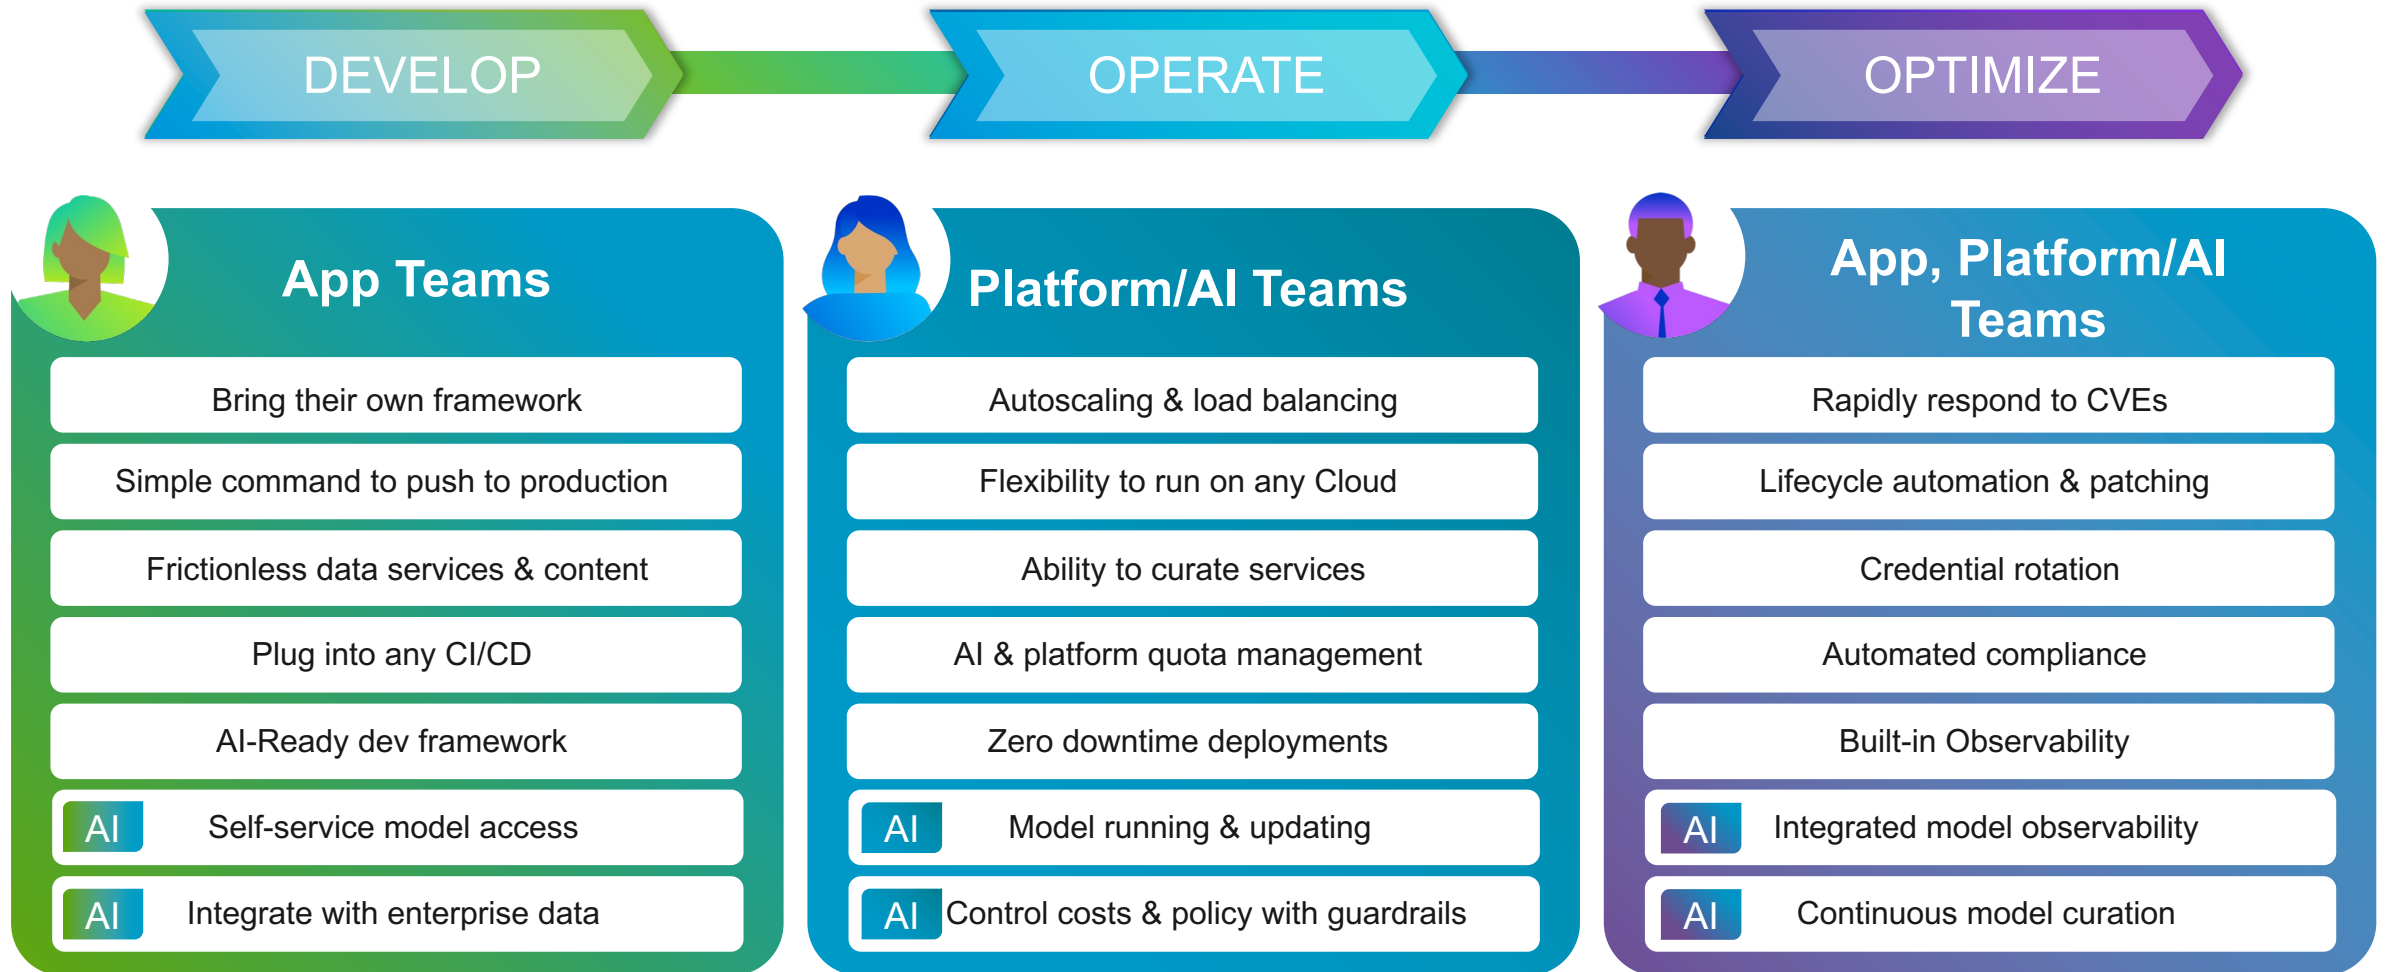 DEVELOP
OPERATE
OPTIMIZE
App Teams
Bring their own framework
Simple command to push to production
Frictionless data services & content
Plug into any CI/CD
AI-Ready dev framework
AI Self-service model access
AI Integrate with enterprise data
Platform/AI Teams
Autoscaling & load balancing
Flexibility to run on any Cloud
Ability to curate services
AI & platform quota management
Zero downtime deployments
AI Model running & updating
AI Control costs & policy with guardrails
App, Platform/AI
Teams
Rapidly respond to CVEs
Lifecycle automation & patching
Credential rotation
Automated compliance
Built-in Observability
AI Integrated model observability
AI Continuous model curation